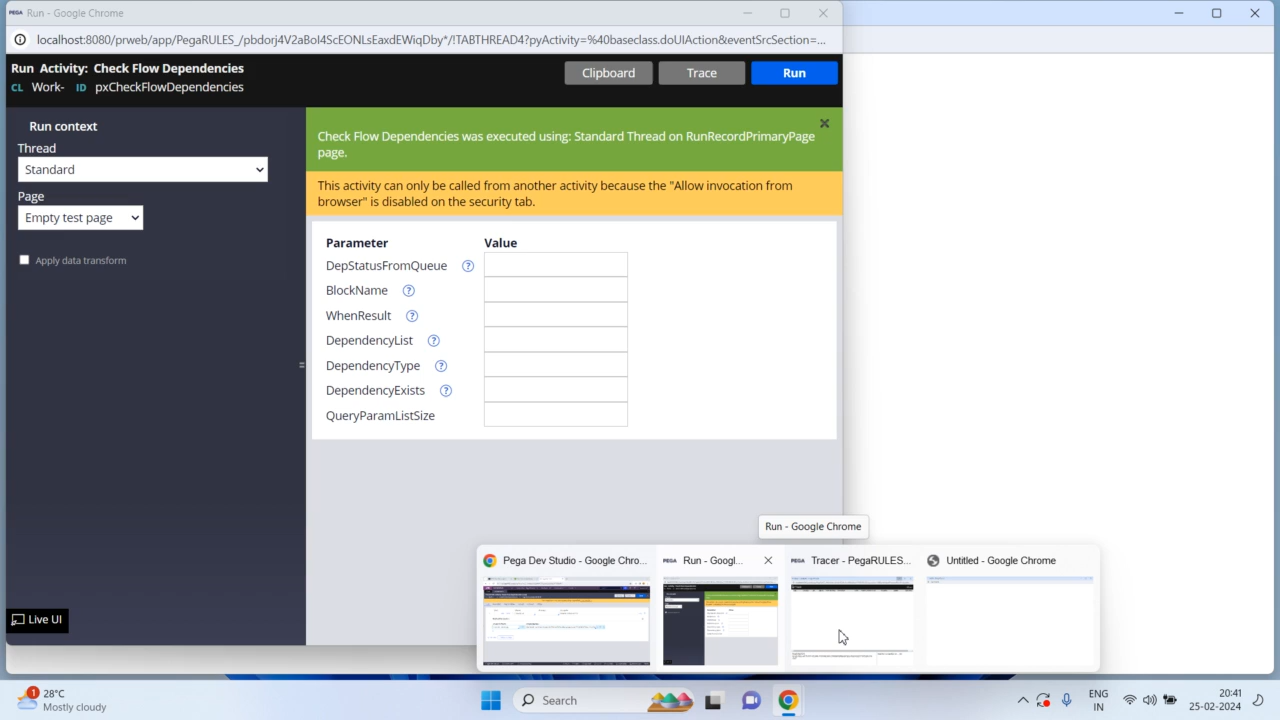 PEGA Run - Google Chrome
localhost:8080/prweb/app/PegaRULES_/pbdorj4V2aBoI4ScEONLsEaxdEWiqDby*/!TABTHREAD4?pyActivity=%40baseclass.doUIAction&eventSrcSection=...
Run Activity: Check Flow Dependencies
CL Work- ID pxCheckFlowDependencies
Clipboard
Trace
Run
Run context
Thread
Standard
Page
Empty test page
Apply data transform
Check Flow Dependencies was executed using: Standard Thread on RunRecordPrimaryPage
page.
This activity can only be called from another activity because the "Allow invocation from
browser" is disabled on the security tab.
Parameter Value
DepStatusFromQueue ?
BlockName ?
WhenResult ?
DependencyList ?
DependencyType ?
DependencyExists ?
QueryParamListSize
Run - Google Chrome
Pega Dev Studio - Google Chro...
PEGA Run - Googl...
PEGA Tracer - PegaRULES...
Untitled - Google Chrome
e UI
1
28°C
Mostly cloudy
Search
ENG
IN
20:41
25-02-2024